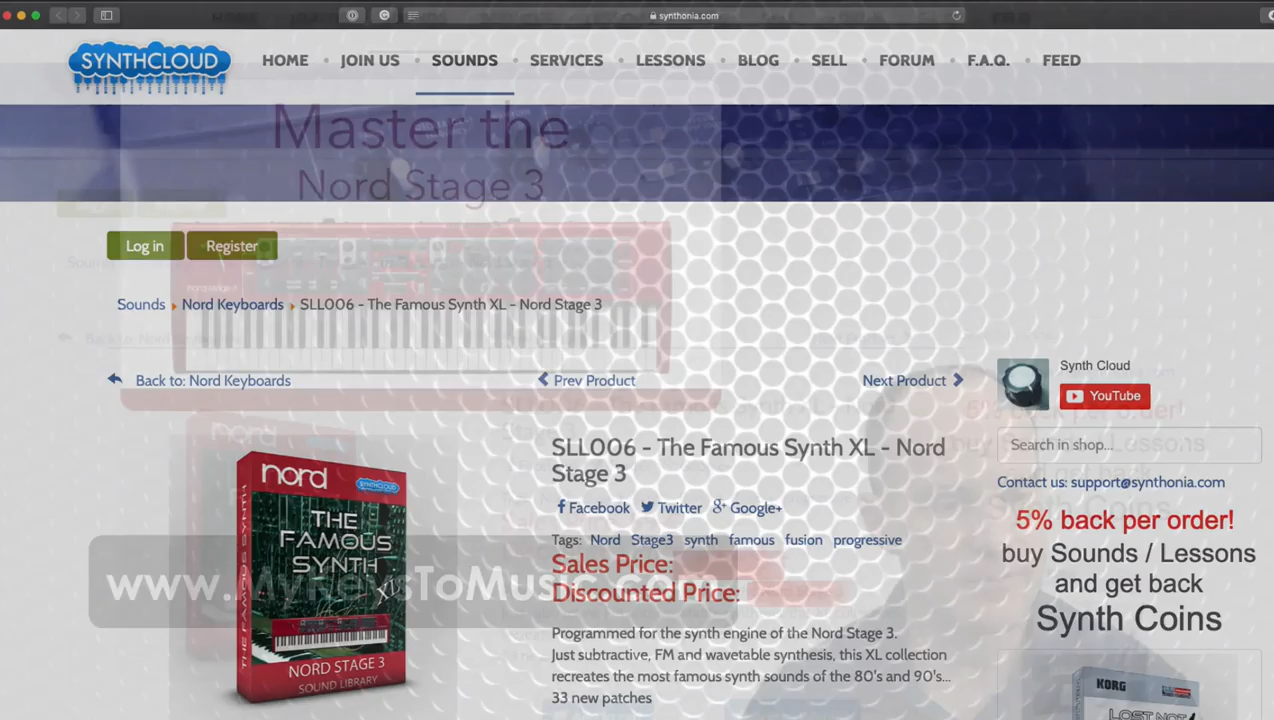 synthonia.com
SYNTHCLOUD
HOME • JOIN US • SOUNDS • SERVICES • LESSONS • BLOG • SELL • FORUM • F.A.Q. • FEED
Master the
Nord Stage 3
Log in
Register
Sounds
Nord Keyboards
SLL006 - The Famous Synth XL - Nord Stage 3
Back to: Nord Keyboards
Prev Product
Next Product
Synth Cloud
YouTube
Search in shop...
Contact us: support@synthonia.com
5% back per order!
buy Sounds / Lessons
and get back
Synth Coins
KORG
SLL006 - The Famous Synth XL - Nord
Stage 3
Facebook
Twitter
Google+
Tags: Nord Stage3 synth famous fusion progressive
Sales Price:
Discounted Price:
Programmed for the synth engine of the Nord Stage 3.
Just subtractive, FM and wavetable synthesis, this XL collection
recreates the most famous synth sounds of the 80's and 90's...
33 new patches
nord
SYNTHCLOUD
THE
FAMOUS
SYNTH
XL
NORD STAGE 3
SOUND LIBRARY
THE FAMOUS SYNTH
www.MyKeysToMusic.com